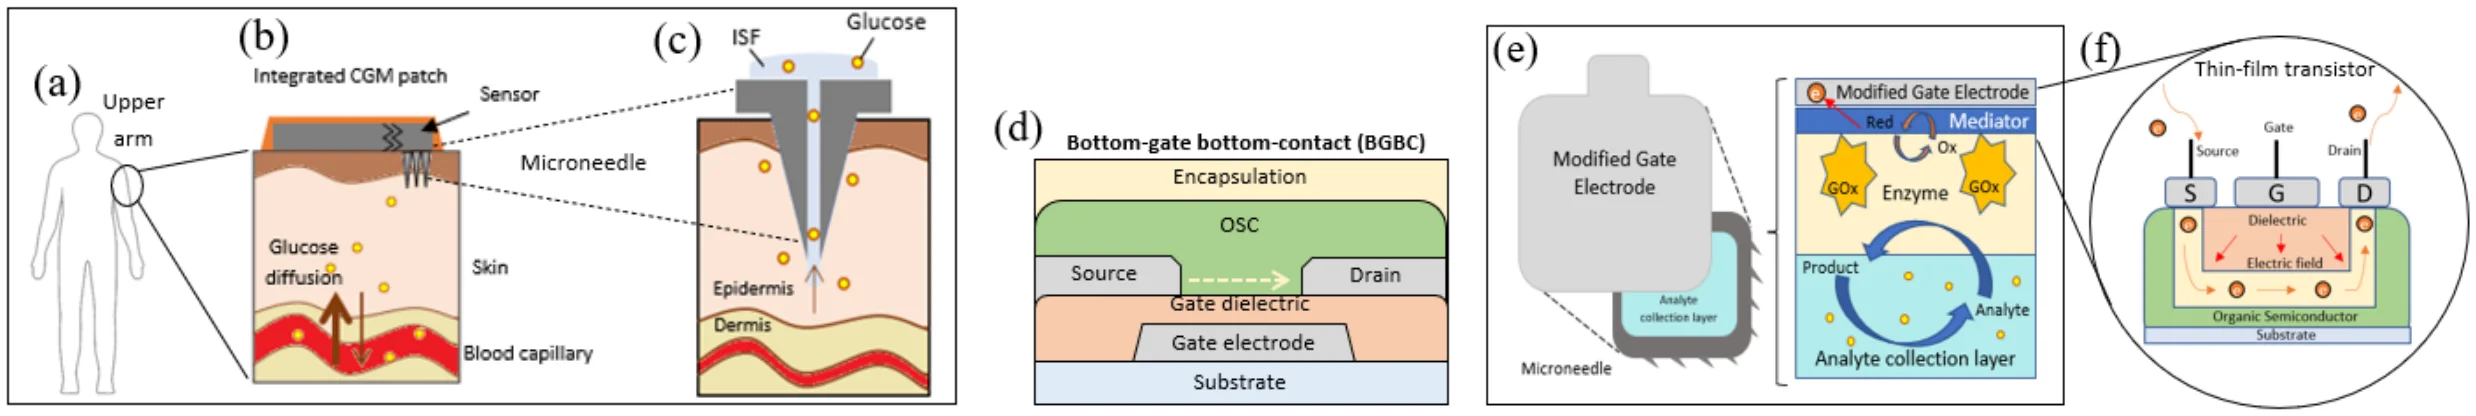 (a)
Upper
arm
(b)
Integrated CGM patch
Sensor
Microneedle
Glucose
diffusion
Skin
Blood capillary
(c)
ISF
Glucose
Epidermis
Dermis
(d)
Bottom-gate bottom-contact (BGBC)
Encapsulation
OSC
Source
Drain
Gate dielectric
Gate electrode
Substrate
(e)
Modified Gate
Electrode
Analyte
collection layer
Microneedle
e
Modified Gate Electrode
Red
Mediator
Ox
GOx
Enzyme
GOx
Product
Analyte
Analyte collection layer
(f)
Thin-film transistor
e
e
Gate
Source
Drain
S
G
D
e
Dielectric
e
Electric field
e
e
Organic Semiconductor
Substrate